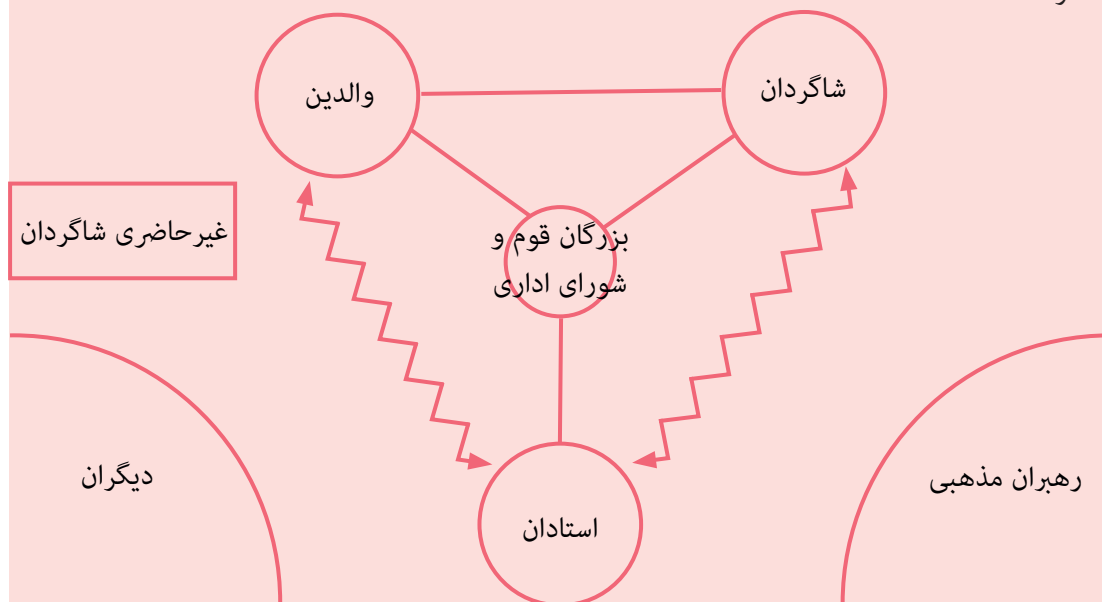 شاگردان
والدین
غیرحاضری شاگردان
بزرگان قوم و
شورای اداری
رهبران مذهبی
دیگران
استادان